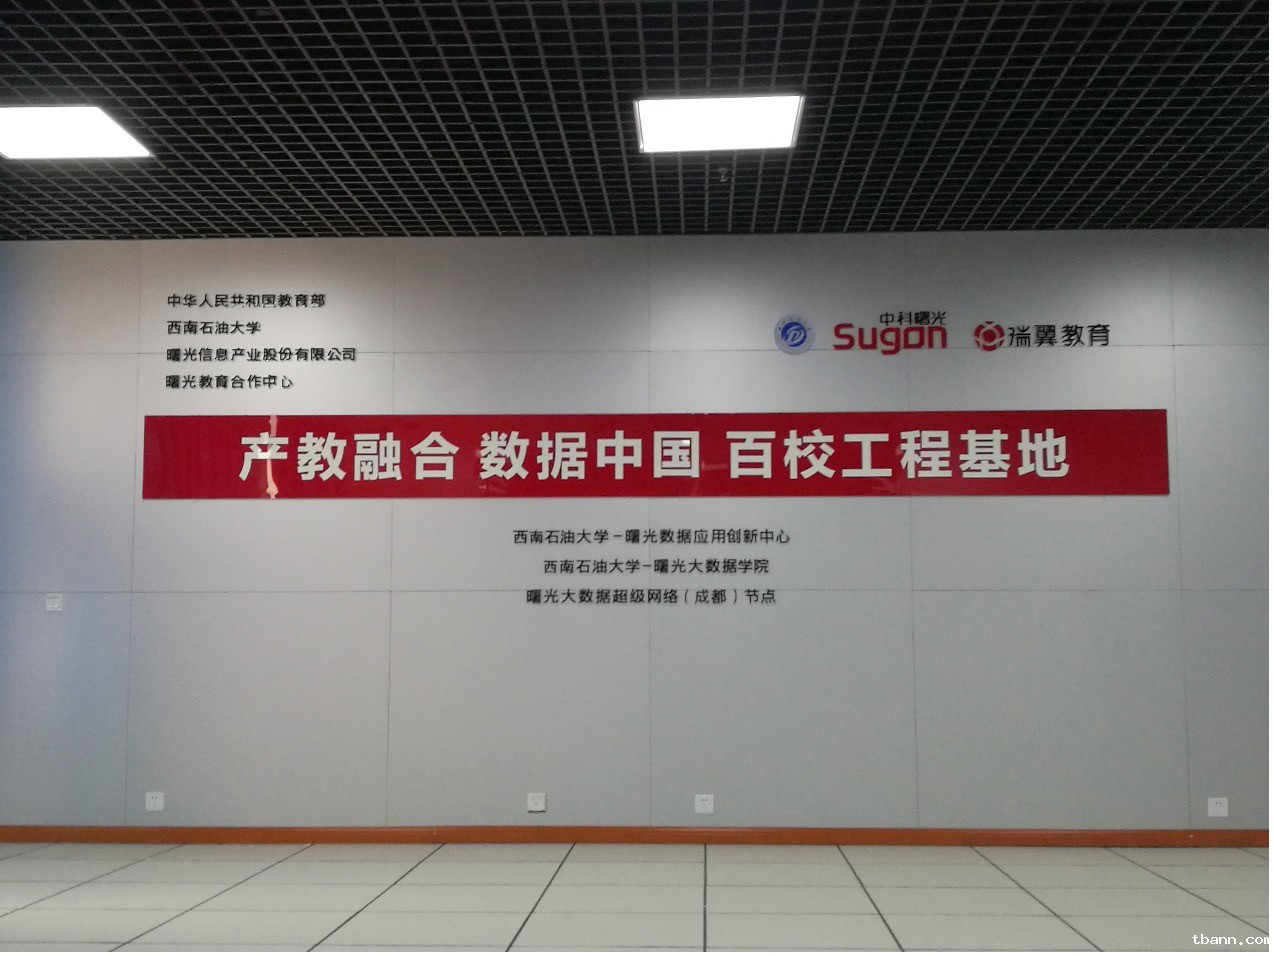 中华人民共和国教育部
西南石油大学
曙光信息产业股份有限公司
曙光教育合作中心
中科曙光
Sugon
瑞翼教育
产教融合 数据中国 百校工程基地
西南石油大学-曙光数据应用创新中心
西南石油大学-曙光大数据学院
曙光大数据超级网络(成都)节点
tbann.com